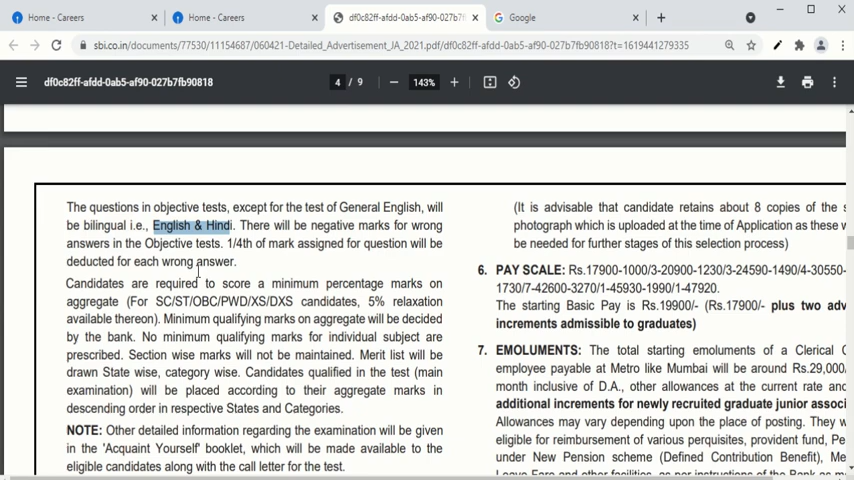 Home - Careers
Home - Careers
df0c82ff-afdd-0ab5-af90-027b7fb
Google
sbi.co.in/documents/77530/11154687/060421-Detailed_Advertisement_JA_2021.pdf/df0c82ff-afdd-0ab5-af90-027b7fb90818?t=1619441279335
df0c82ff-afdd-0ab5-af90-027b7fb90818
4 / 9
143%
The questions in objective tests, except for the test of General English, will
be bilingual i.e., English & Hindi. There will be negative marks for wrong
answers in the Objective tests. 1/4th of mark assigned for question will be
deducted for each wrong answer.
Candidates are required to score a minimum percentage marks on
aggregate (For SC/ST/OBC/PWD/XS/DXS candidates, 5% relaxation
available thereon). Minimum qualifying marks on aggregate will be decided
by the bank. No minimum qualifying marks for individual subject are
prescribed. Section wise marks will not be maintained. Merit list will be
drawn State wise, category wise. Candidates qualified in the test (main
examination) will be placed according to their aggregate marks in
descending order in respective States and Categories.
NOTE: Other detailed information regarding the examination will be given
in the 'Acquaint Yourself' booklet, which will be made available to the
eligible candidates along with the call letter for the test.
(It is advisable that candidate retains about 8 copies of the s
photograph which is uploaded at the time of Application as these w
be needed for further stages of this selection process)
6. PAY SCALE: Rs.17900-1000/3-20900-1230/3-24590-1490/4-30550-
1730/7-42600-3270/1-45930-1990/1-47920.
The starting Basic Pay is Rs.19900/- (Rs.17900/- plus two adv
increments admissible to graduates)
7. EMOLUMENTS: The total starting emoluments of a Clerical C
employee payable at Metro like Mumbai will be around Rs.29,000/
month inclusive of D.A., other allowances at the current rate and
additional increments for newly recruited graduate junior associ
Allowances may vary depending upon the place of posting. They w
eligible for reimbursement of various perquisites, provident fund, Pe
under New Pension scheme (Defined Contribution Benefit), Me
Leave Fare and other facilities, as per instructions of the Bank as m